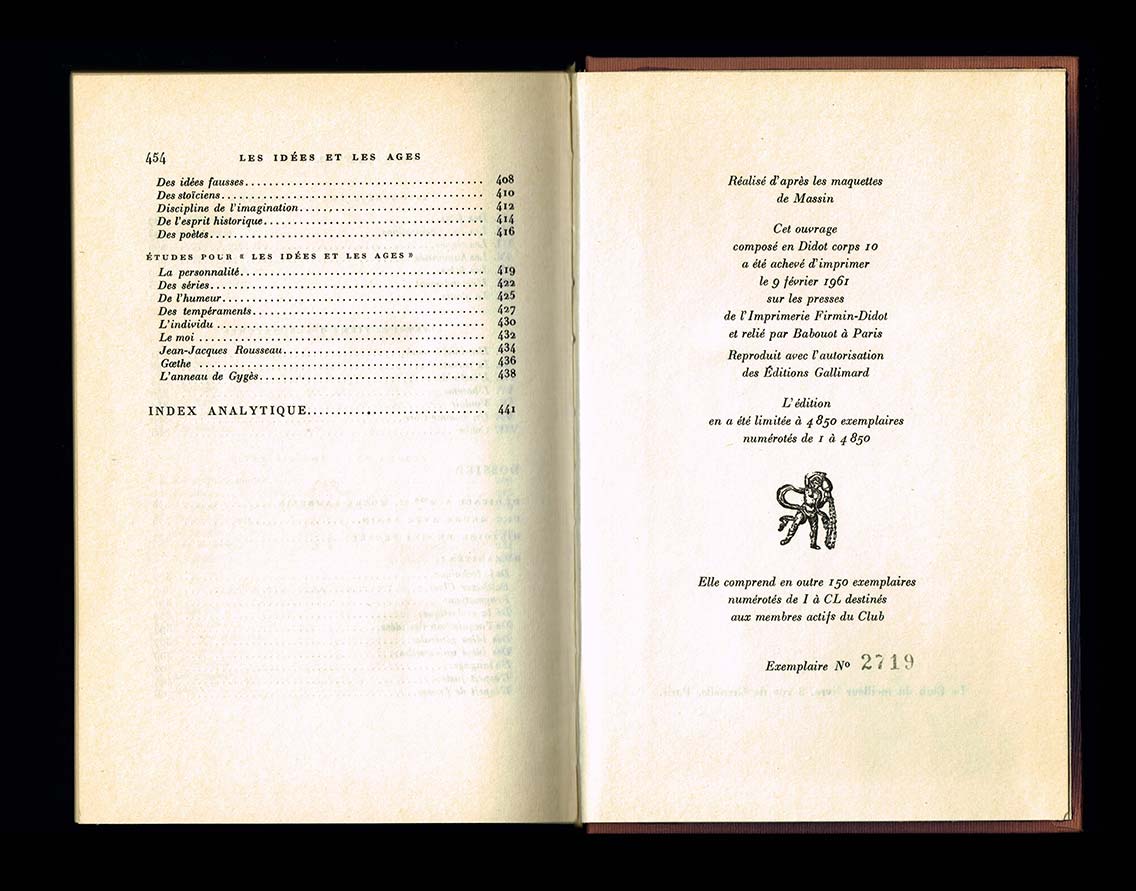 454 LES IDÉES ET LES AGES
Des idées fausses........................................ 408
Des stoïciens........................................ 410
Discipline de l'imagination........................................ 412
De l'esprit historique........................................ 414
Des poètes........................................ 416
ÉTUDES POUR « LES IDÉES ET LES AGES »
La personnalité........................................ 419
Des séries........................................ 422
De l'humeur........................................ 425
Des tempéraments........................................ 427
L'individu ........................................ 430
Le moi ........................................ 432
Jean-Jacques Rousseau........................................ 434
Gœthe ........................................ 436
L'anneau de Gygès........................................ 438
INDEX ANALYTIQUE........................................ 441
Réalisé d'après les maquettes
de Massin
Cet ouvrage
composé en Didot corps 10
a été achevé d'imprimer
le 9 février 1961
sur les presses
de l'Imprimerie Firmin-Didot
et relié par Babouot à Paris
Reproduit avec l'autorisation
des Éditions Gallimard
L'édition
en a été limitée à 4 850 exemplaires
numérotés de 1 à 4 850
Elle comprend en outre 150 exemplaires
numérotés de I à CL destinés
aux membres actifs du Club
Exemplaire Nº 2719